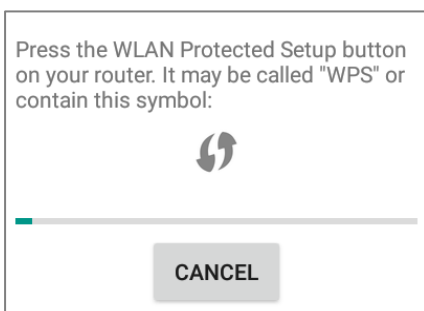 Press the WLAN Protected Setup button
on your router. It may be called "WPS" or
contain this symbol:
CANCEL